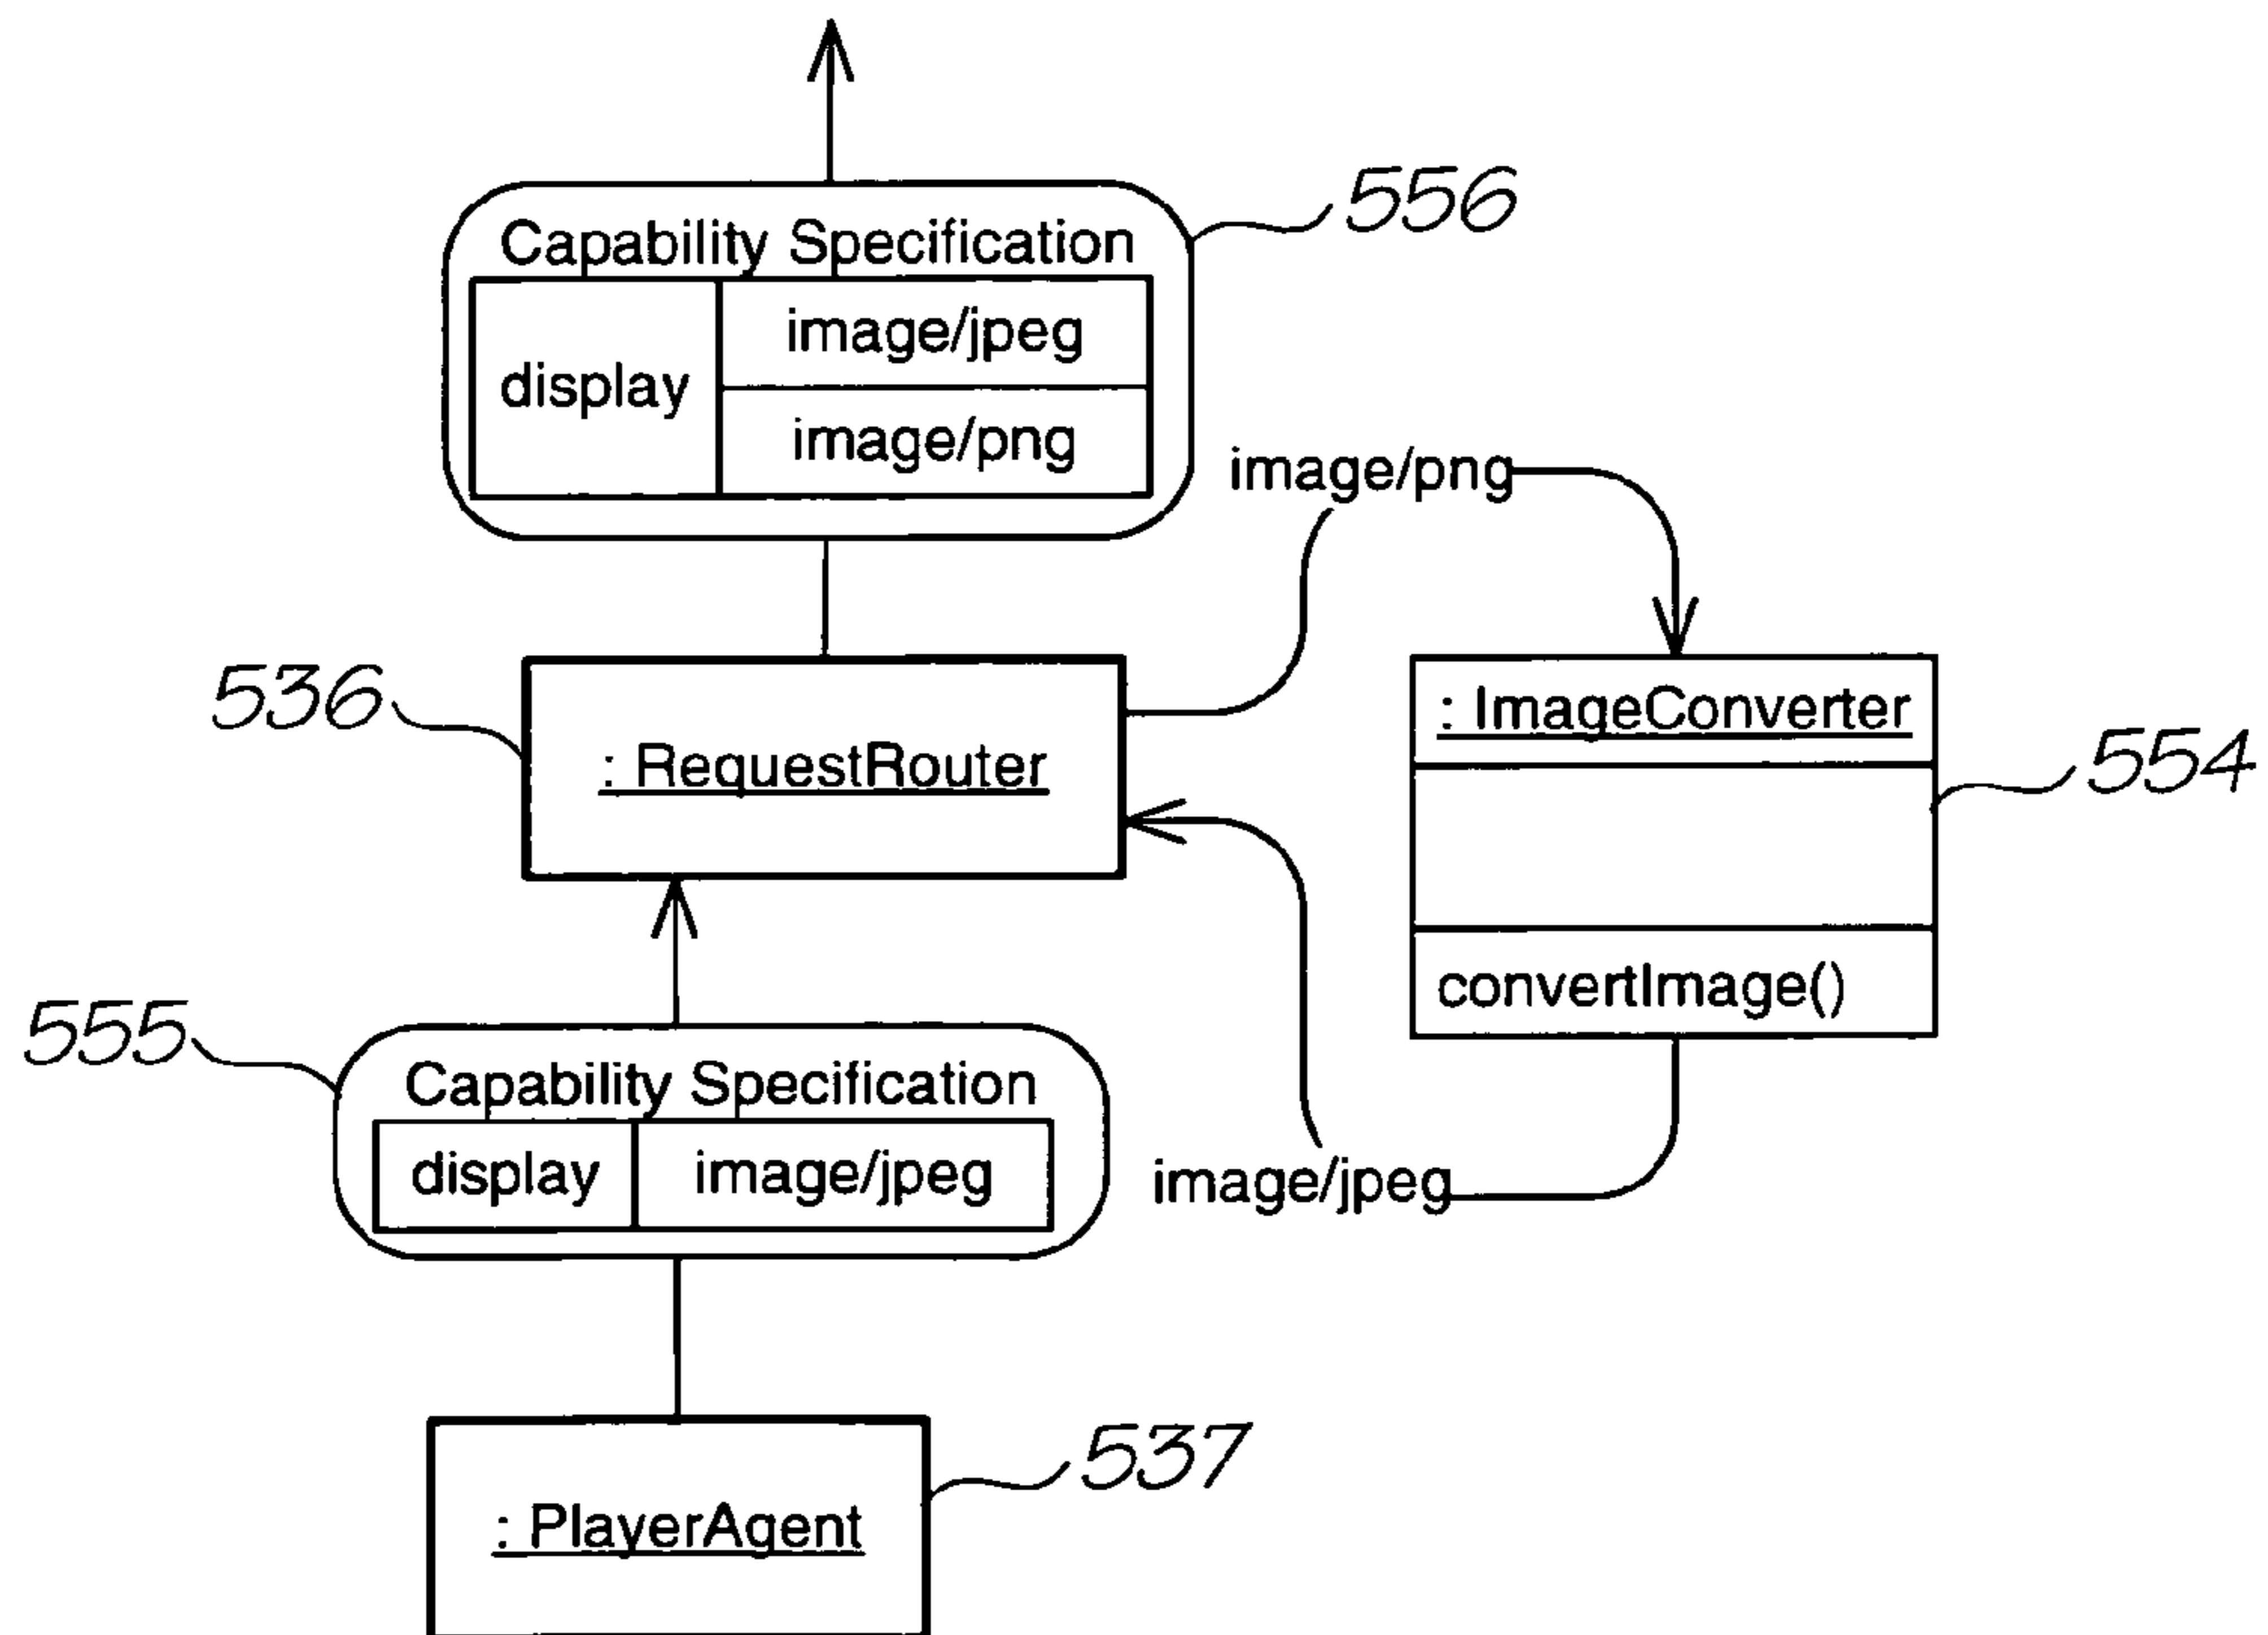 556
Capability Specification
display
image/jpeg
image/png
image/png
536
: RequestRouter
: ImageConverter
554
convertImage()
555
Capability Specification
display
image/jpeg
image/jpeg
537
: PlayerAgent